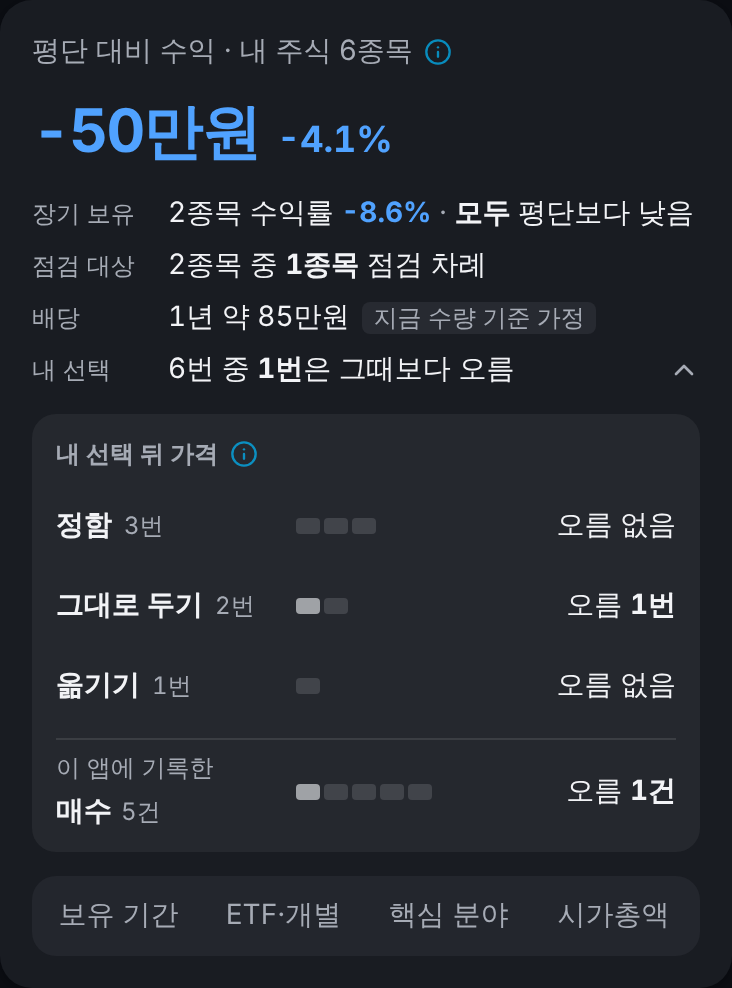 평단 대비 수익 · 내 주식 6종목
-50만원 -4.1%
장기 보유 2종목 수익률 -8.6% · 모두 평단보다 낮음
점검 대상 2종목 중 1종목 점검 차례
배당 1년 약 85만원 지금 수량 기준 가정
내 선택 6번 중 1번은 그때보다 오름
내 선택 뒤 가격
정함 3번 오름 없음
그대로 두기 2번 오름 1번
옮기기 1번 오름 없음
이 앱에 기록한
매수 5건 오름 1건
보유 기간 ETF·개별 핵심 분야 시가총액